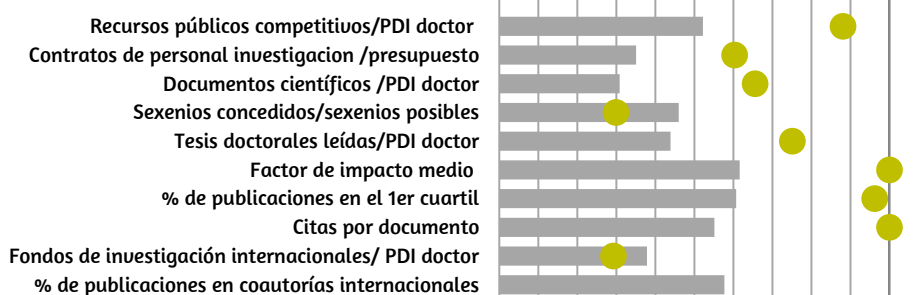 Recursos públicos competitivos/PDI doctor
Contratos de personal investigacion /presupuesto
Documentos científicos /PDI doctor
Sexenios concedidos/sexenios posibles
Tesis doctorales leídas/PDI doctor
Factor de impacto medio
% de publicaciones en el 1er cuartil
Citas por documento
Fondos de investigación internacionales/ PDI doctor
% de publicaciones en coautorías internacionales